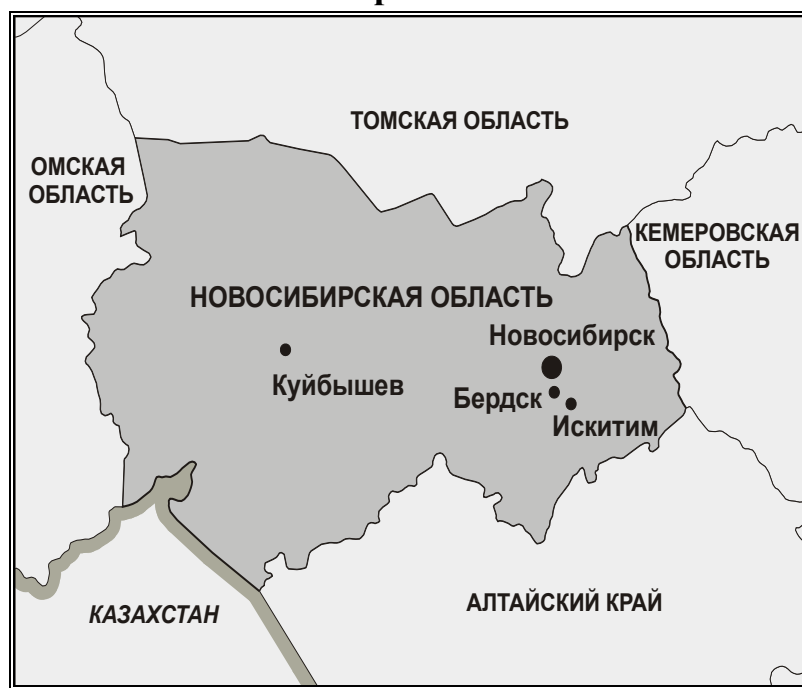 ТОМСКАЯ ОБЛАСТЬ
ОМСКАЯ
ОБЛАСТЬ
КЕМЕРОВСКАЯ
ОБЛАСТЬ
НОВОСИБИРСКАЯ ОБЛАСТЬ
Новосибирск
Куйбышев
Бердск
Искитим
КАЗАХСТАН
АЛТАЙСКИЙ КРАЙ